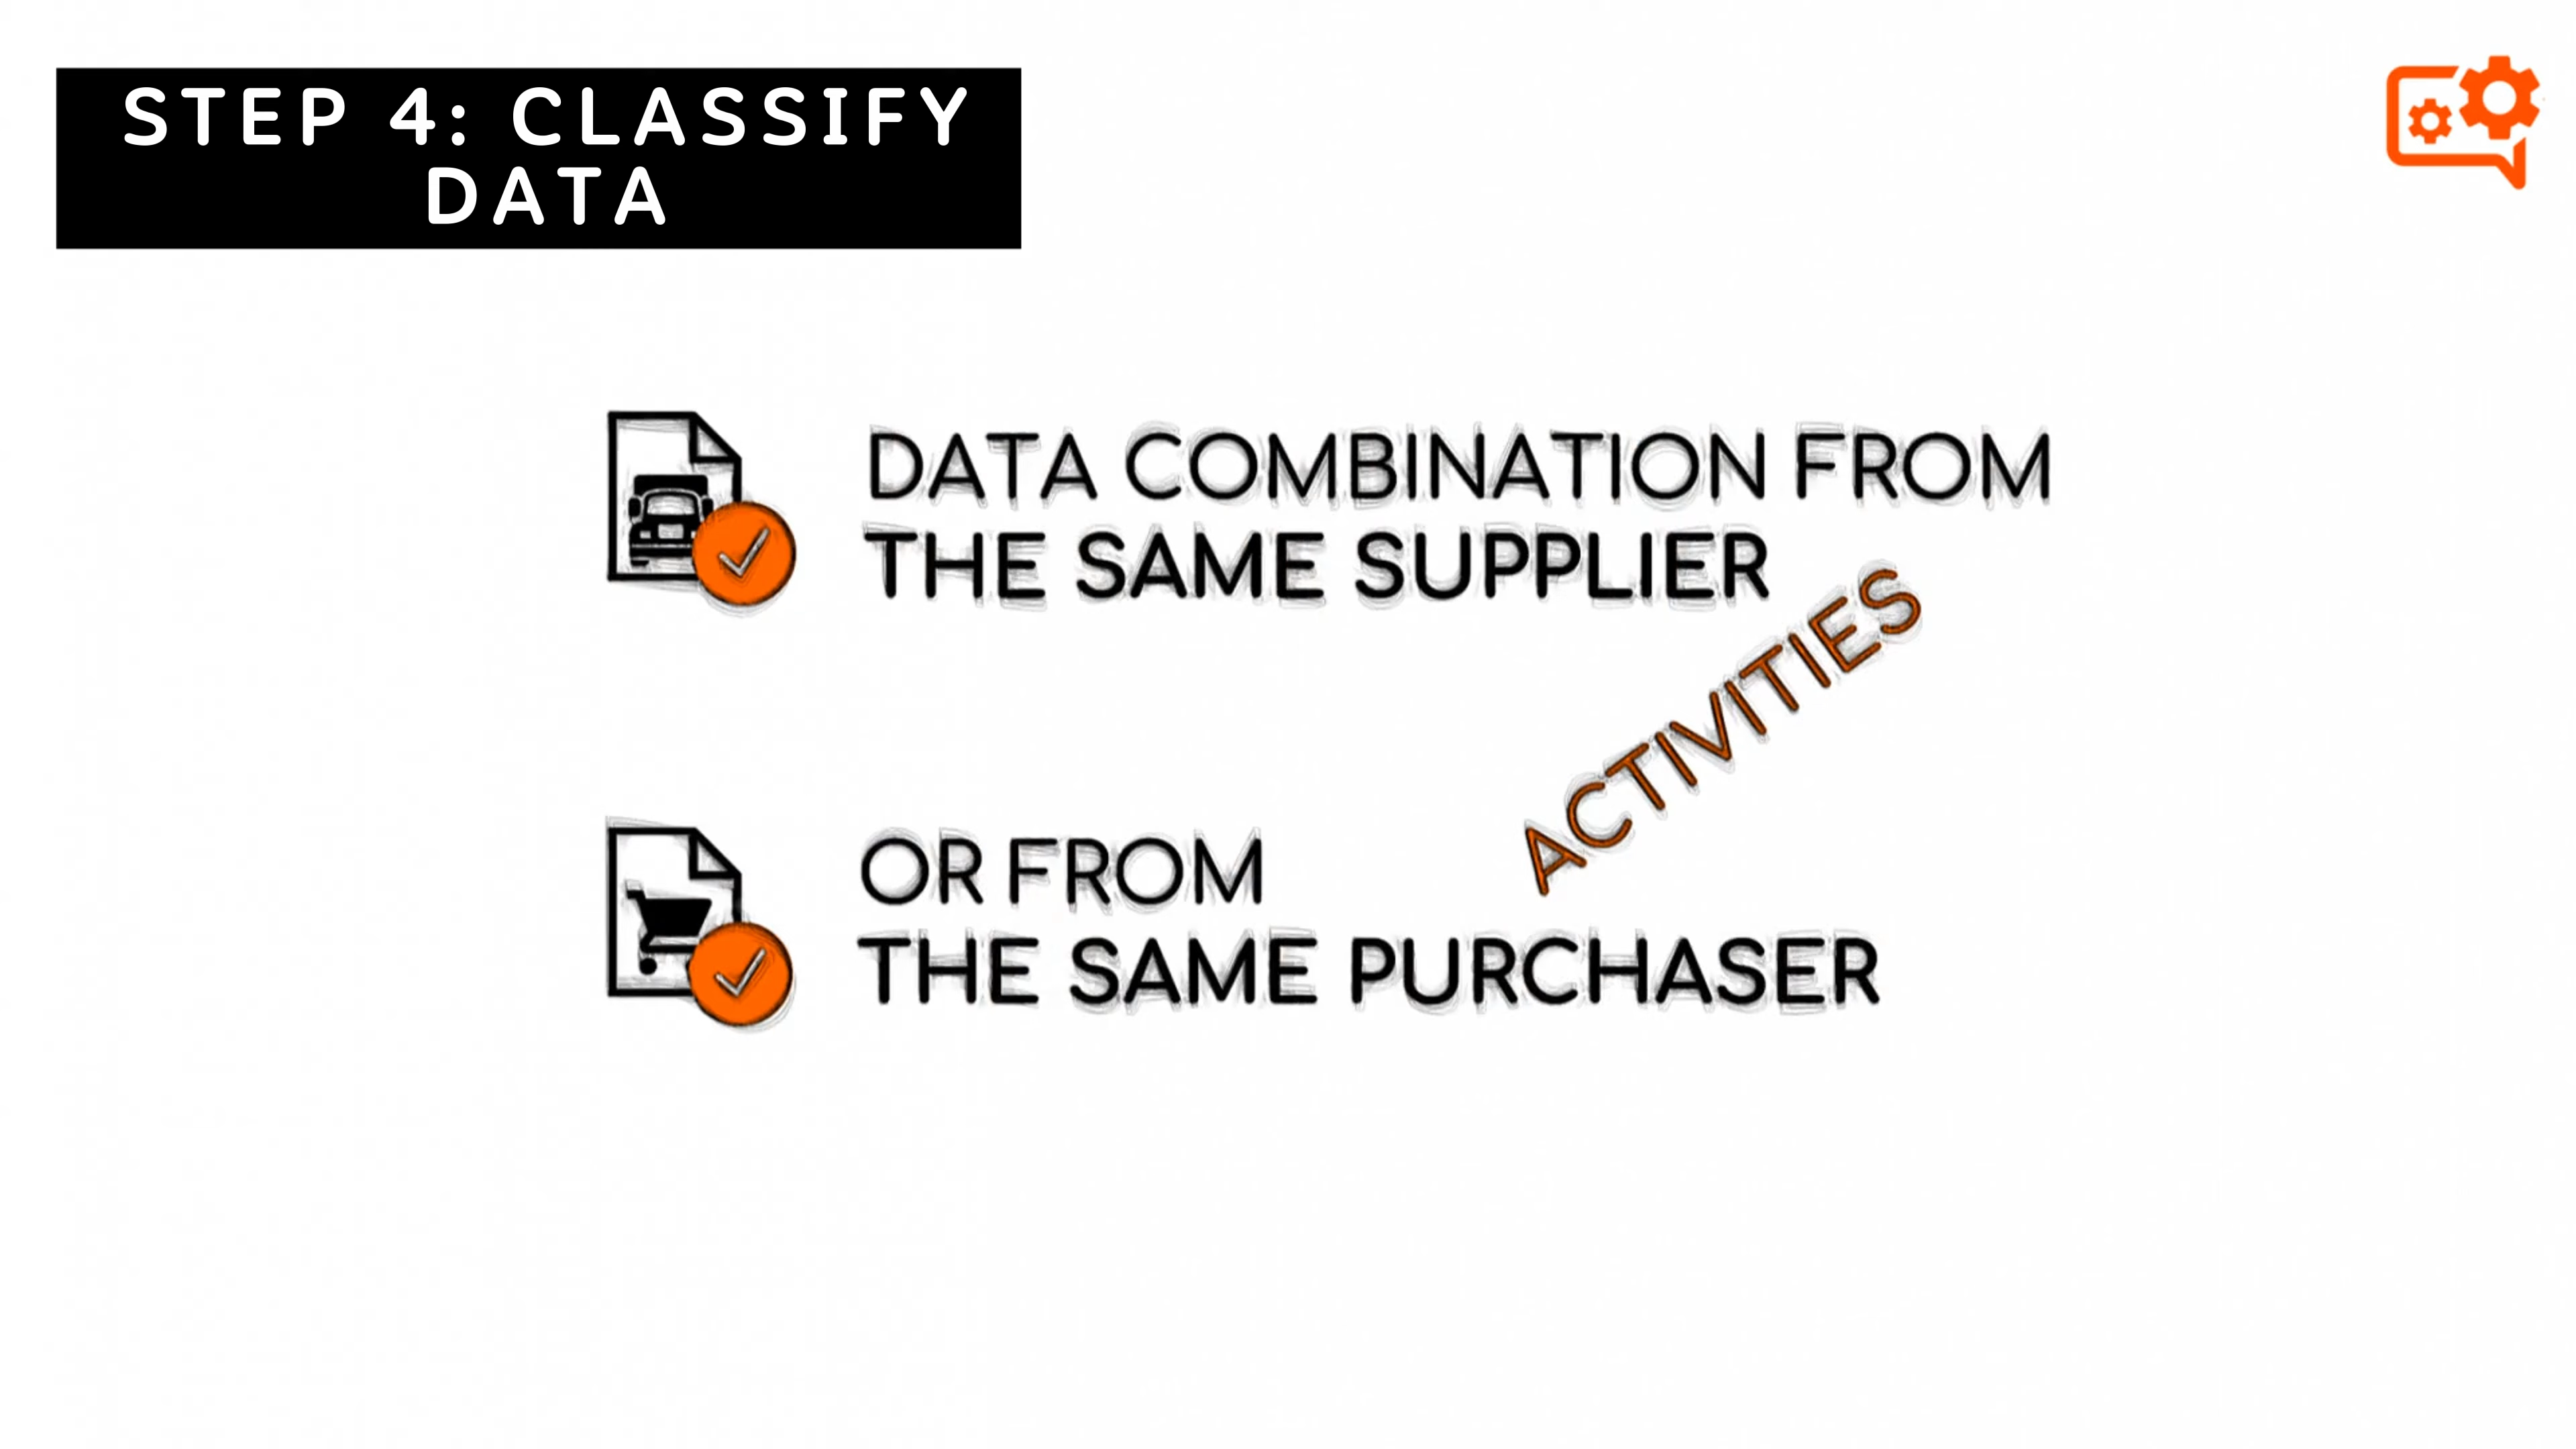 STEP 4: CLASSIFY
DATA
DATA COMBINATION FROM
THE SAME SUPPLIER
ACTIVITIES
OR FROM
THE SAME PURCHASER